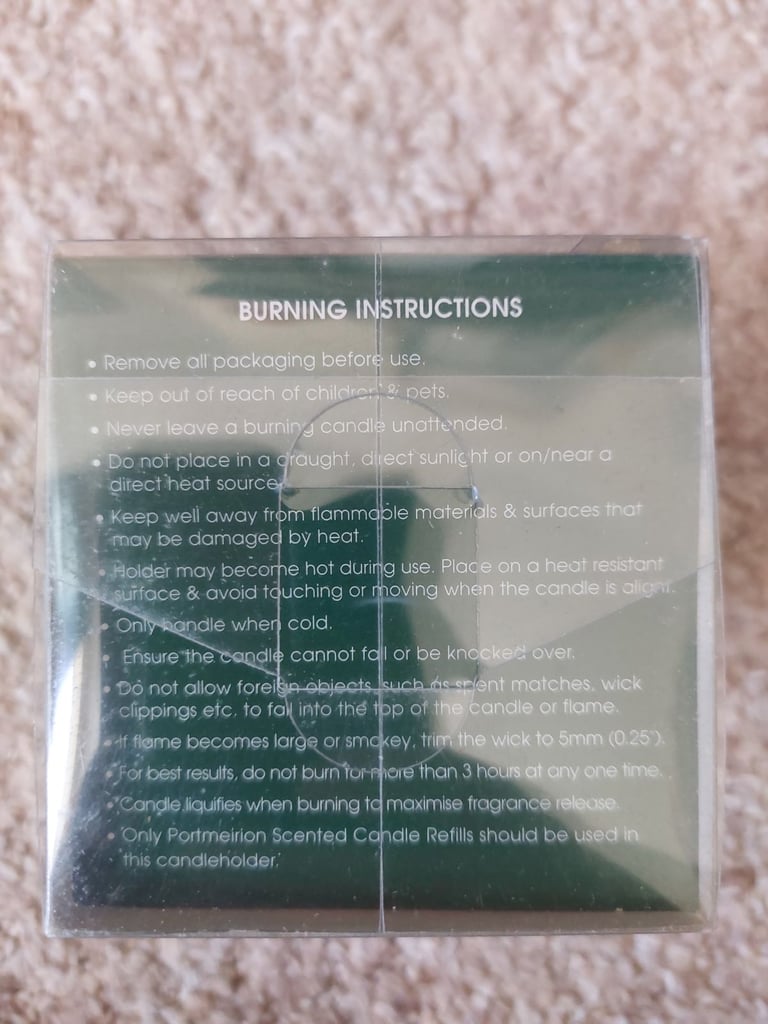 BURNING INSTRUCTIONS
• Remove all packaging before use.
• Keep out of reach of children & pets.
• Never leave a burning candle unattended.
• Do not place in a draught, direct sunlight or on/near a
direct heat source.
• Keep well away from flammable materials & surfaces that
may be damaged by heat.
• Holder may become hot during use. Place on a heat resistant
surface & avoid touching or moving when the candle is alight.
• Only handle when cold.
• Ensure the candle cannot fall or be knocked over.
• Do not allow foreign objects, such as spent matches, wick
clippings etc. to fall into the top of the candle or flame.
• If flame becomes large or smokey, trim the wick to 5mm (0.25").
• For best results, do not burn for more than 3 hours at any one time.
• Candle liquifies when burning to maximise fragrance release.
• Only Portmeirion Scented Candle Refills should be used in
this candleholder.